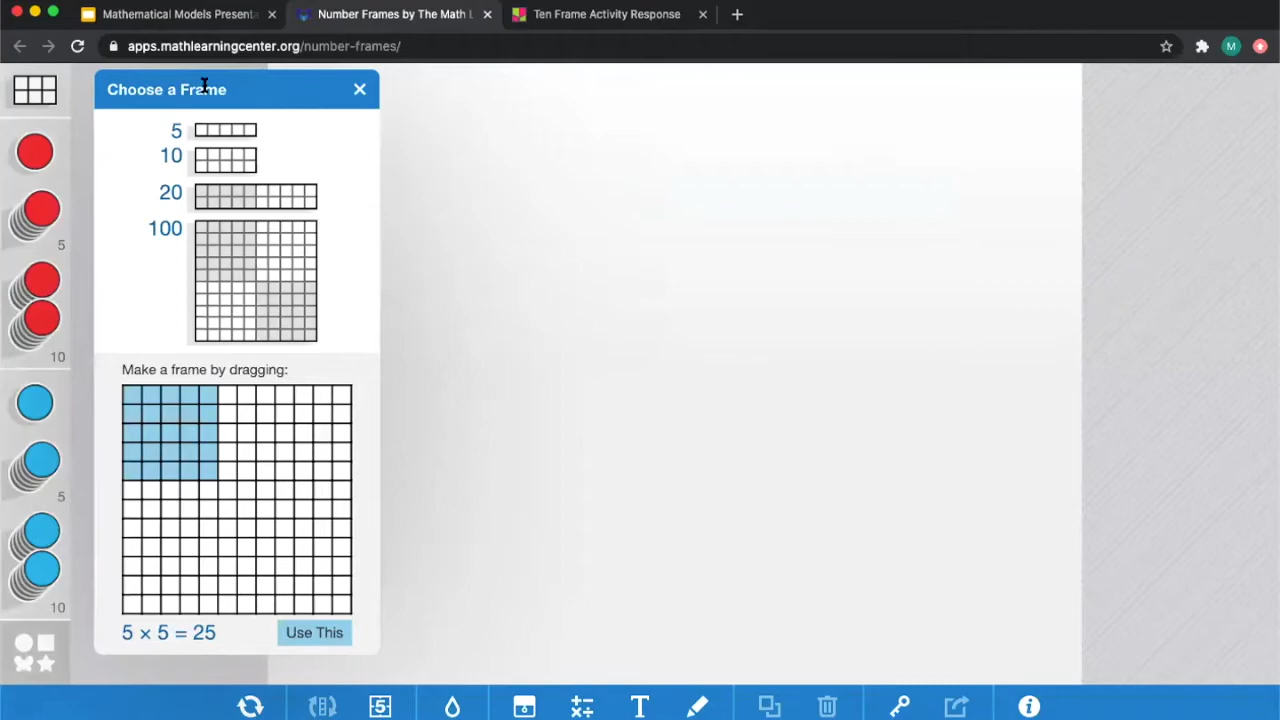 Mathematical Models Presenta
Number Frames by The Math L
Ten Frame Activity Response
apps.mathlearningcenter.org/number-frames/
M
Choose a Frame
5
10
20
100
Make a frame by dragging:
5 × 5 = 25
Use This
5
10
5
10
5
T